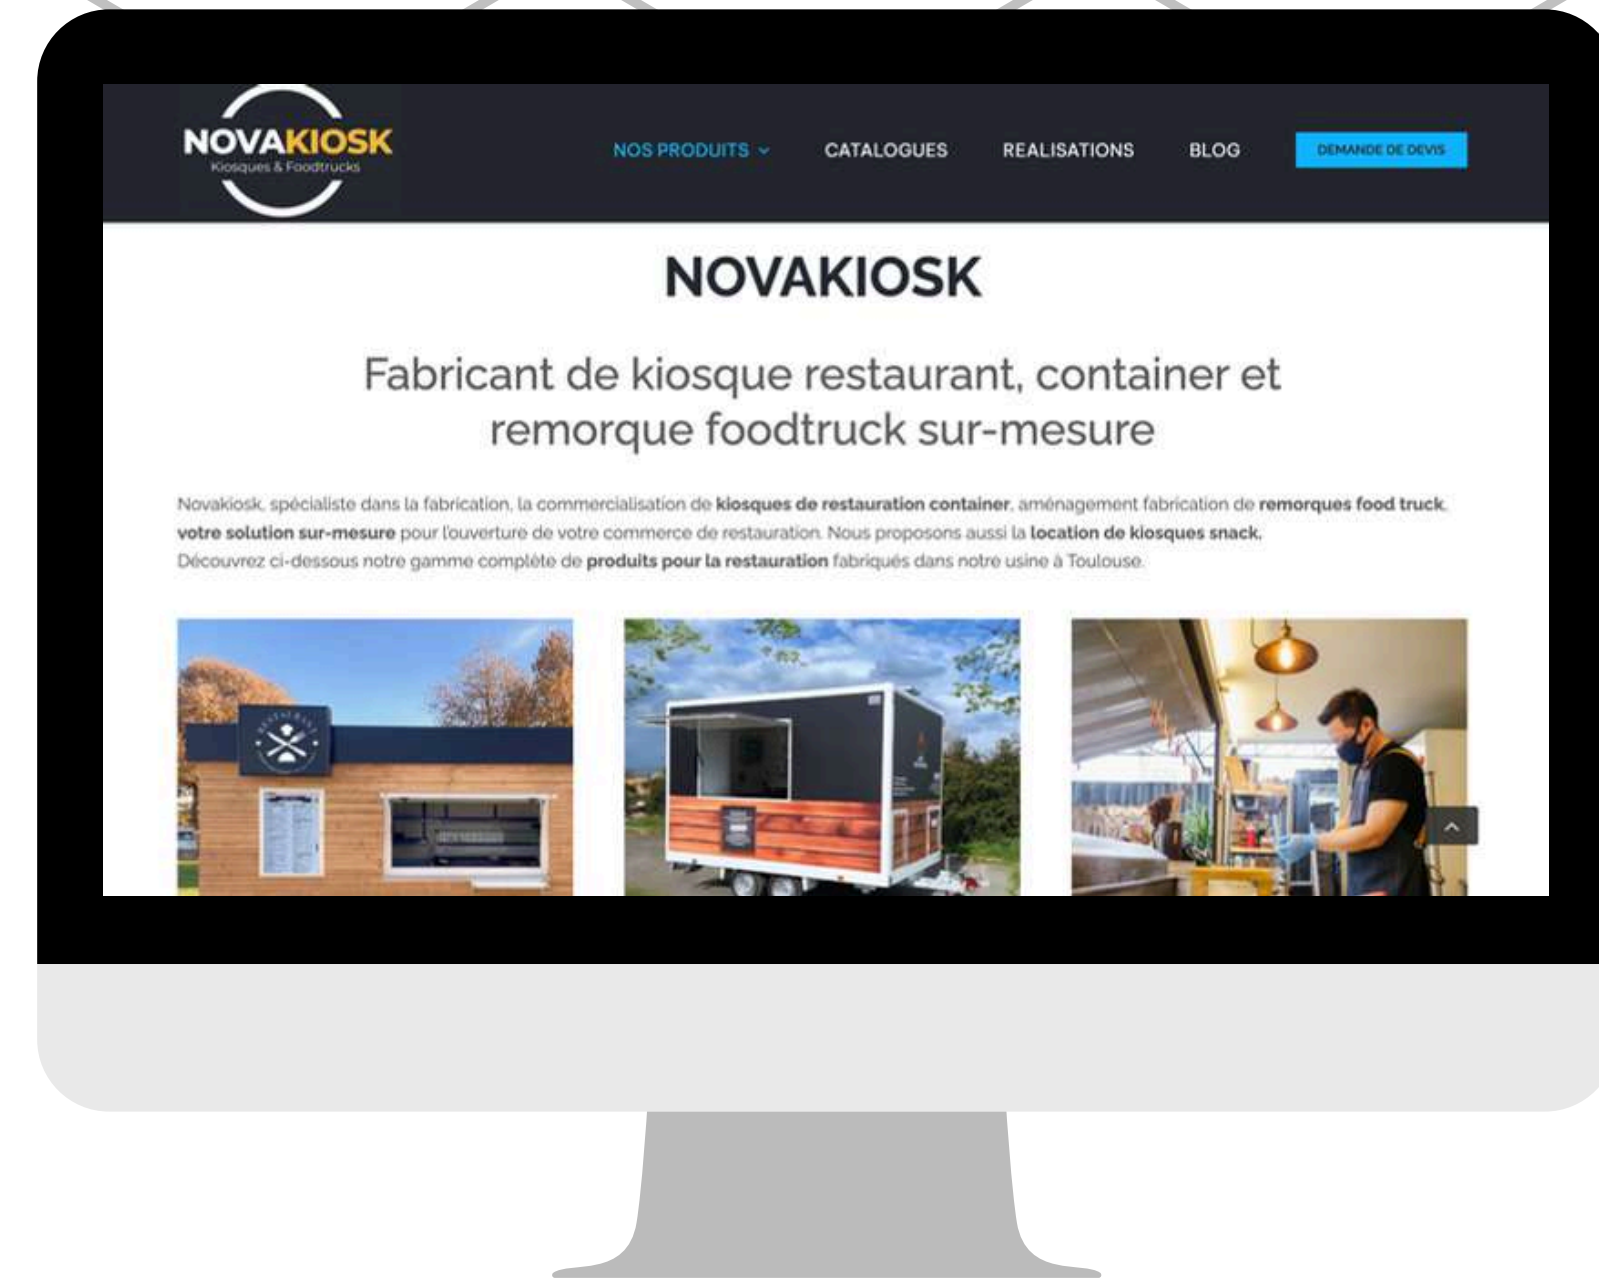 NOVAKIOSK
Kiosques & Foodtrucks
NOS PRODUITS
CATALOGUES
REALISATIONS
BLOG
DEMANDE DE DEVIS
NOVAKIOSK
Fabricant de kiosque restaurant, container et
remorque foodtruck sur-mesure
Novakiosk, spécialiste dans la fabrication, la commercialisation de kiosques de restauration container, aménagement fabrication de remorques food truck,
votre solution sur-mesure pour l'ouverture de votre commerce de restauration. Nous proposons aussi la location de kiosques snack.
Découvrez ci-dessous notre gamme complète de produits pour la restauration fabriqués dans notre usine à Toulouse.
RESTAURANT